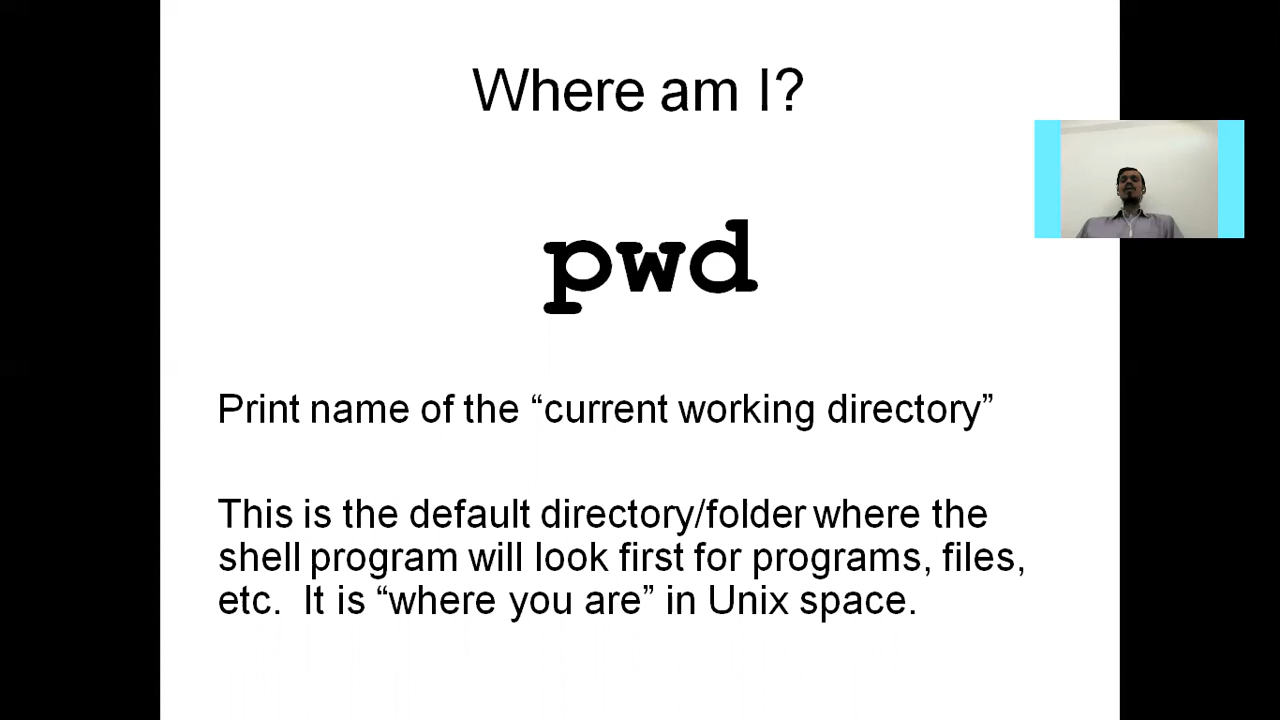 Where am I?
pwd
Print name of the “current working directory”
This is the default directory/folder where the
shell program will look first for programs, files,
etc.  It is “where you are” in Unix space.